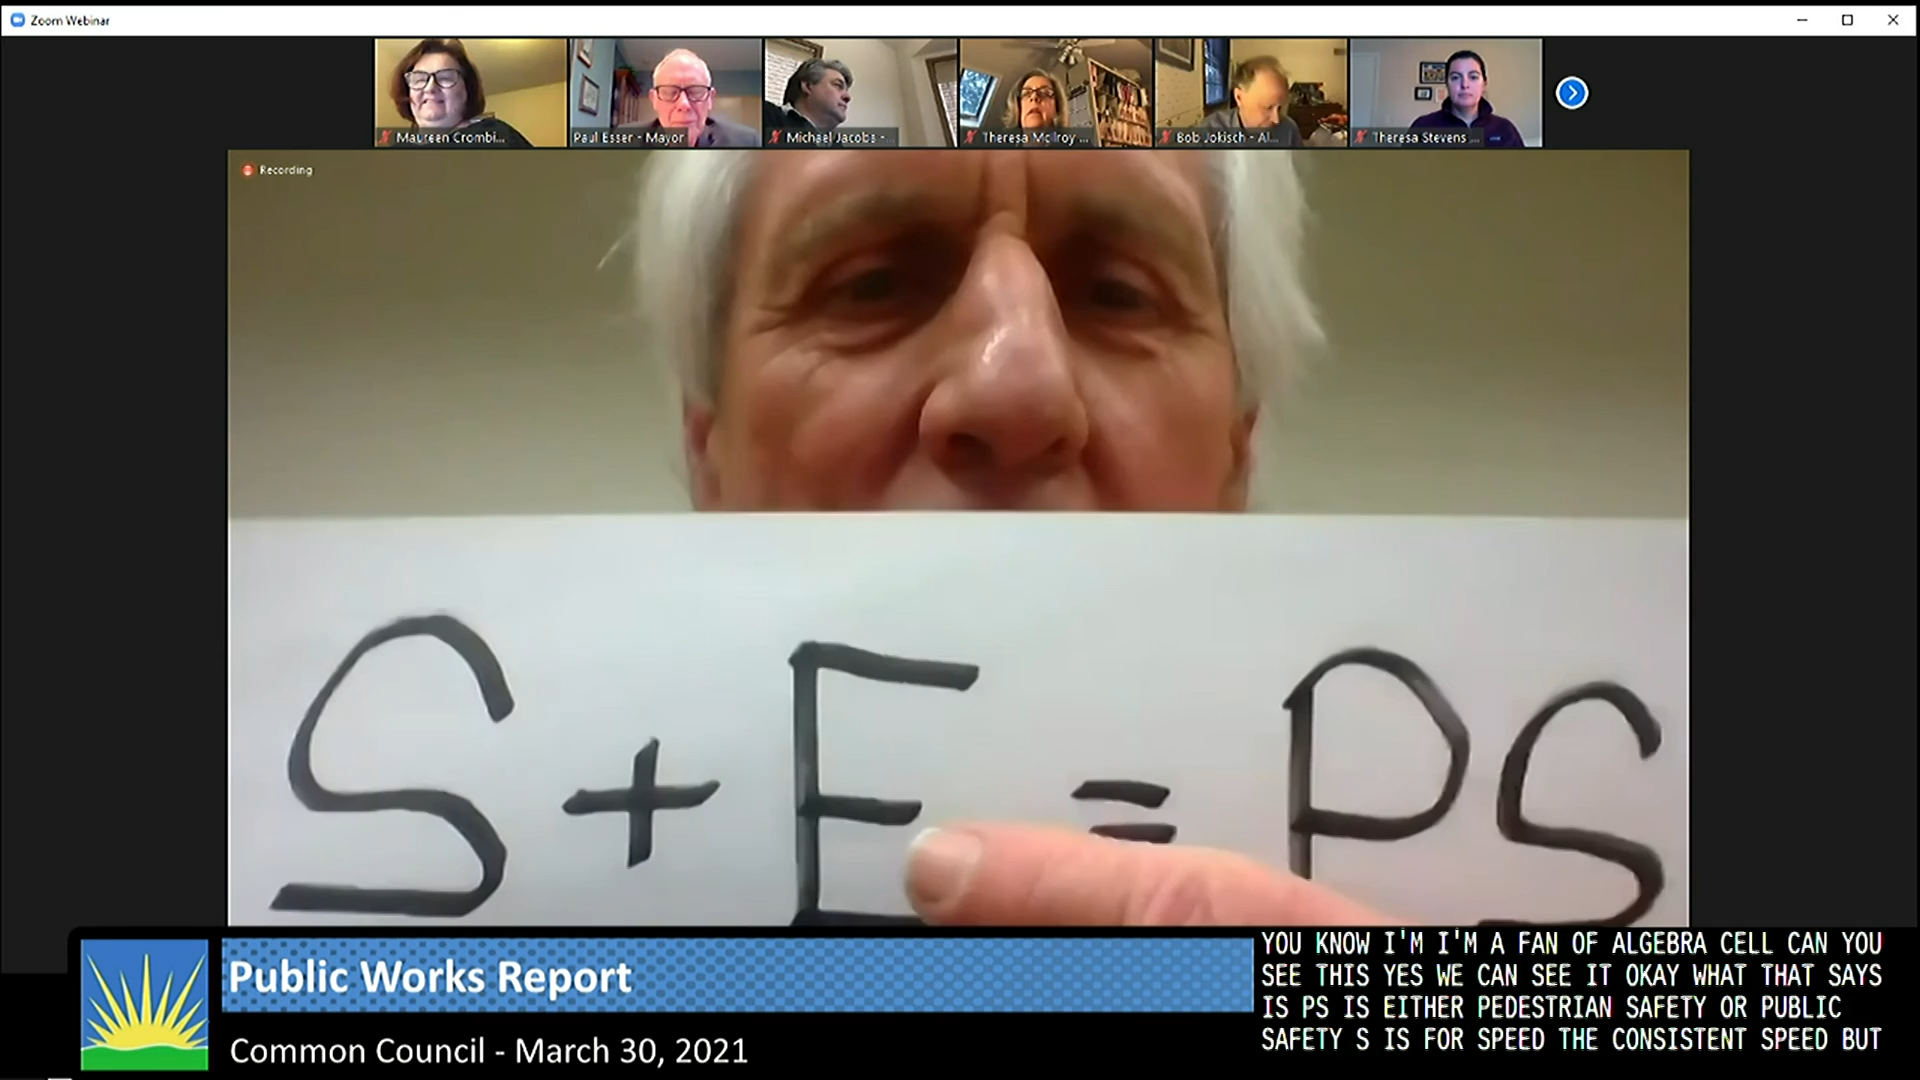 Zoom Webinar
Maureen Crombi...
Paul Esser - Mayor
Michael Jacobs - ...
Theresa McIlroy ...
Bob Jokisch - Al...
Theresa Stevens ...
Recording
S + E = PS
Public Works Report
Common Council - March 30, 2021
YOU KNOW I'M I'M A FAN OF ALGEBRA CELL CAN YOU
SEE THIS YES WE CAN SEE IT OKAY WHAT THAT SAYS
IS PS IS EITHER PEDESTRIAN SAFETY OR PUBLIC
SAFETY S IS FOR SPEED THE CONSISTENT SPEED BUT